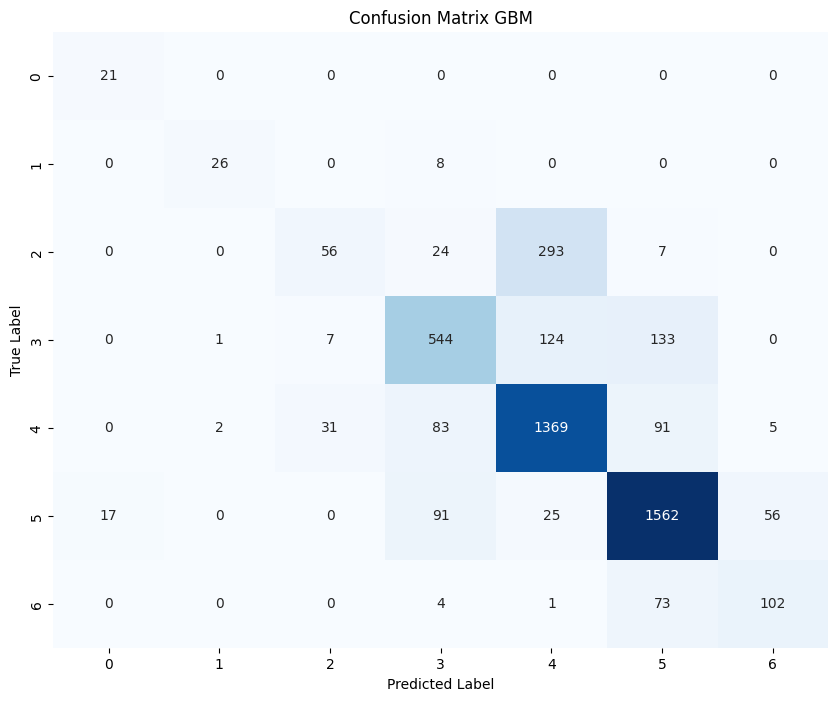 Confusion Matrix GBM
True Label
0 21 0 0 0 0 0 0
1 0 26 0 8 0 0 0
2 0 0 56 24 293 7 0
3 0 1 7 544 124 133 0
4 0 2 31 83 1369 91 5
5 17 0 0 91 25 1562 56
6 0 0 0 4 1 73 102
0 1 2 3 4 5 6
Predicted Label